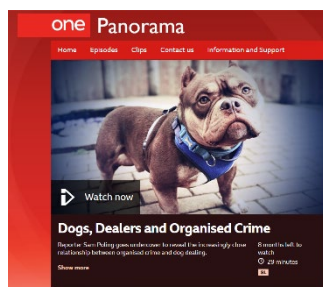 one Panorama
Home Episodes Clips Contact us Information and Support
Watch now
Dogs, Dealers and Organised Crime
Reporter Sam Poling goes undercover to reveal the increasingly close
relationship between organised crime and dog dealing.
Show more
8 months left to
watch
29 minutes
SL